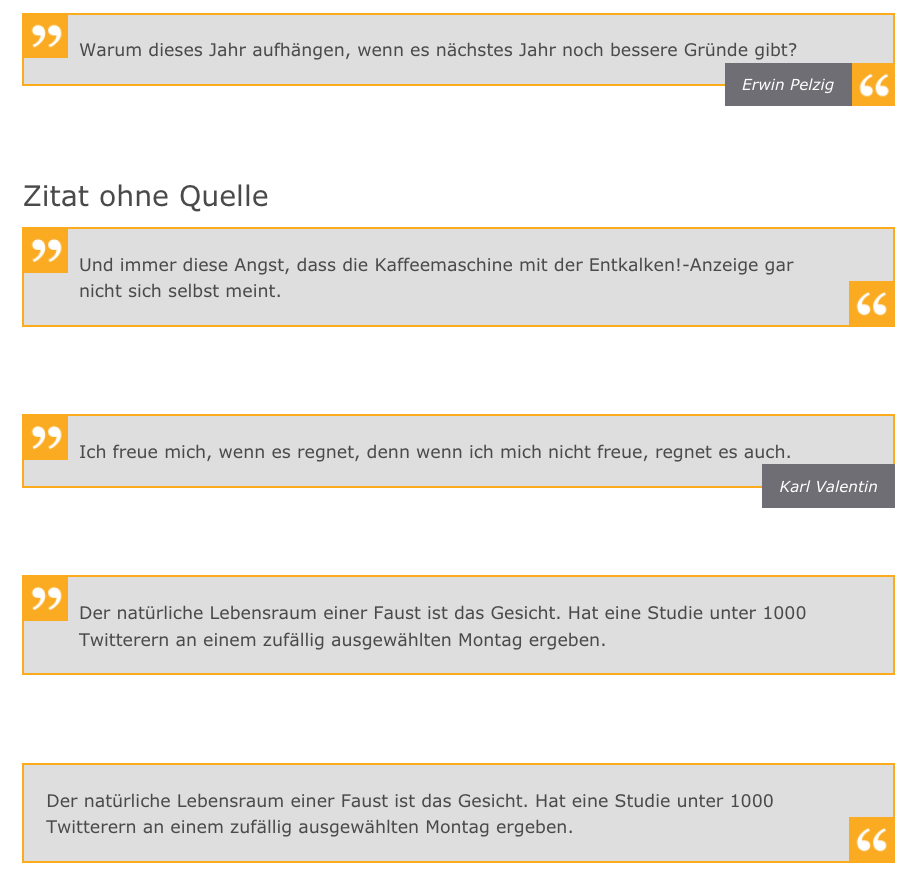 ”
Warum dieses Jahr aufhängen, wenn es nächstes Jahr noch bessere Gründe gibt?
Erwin Pelzig “
Zitat ohne Quelle
”
Und immer diese Angst, dass die Kaffeemaschine mit der Entkalken!-Anzeige gar
nicht sich selbst meint.
“
”
Ich freue mich, wenn es regnet, denn wenn ich mich nicht freue, regnet es auch.
Karl Valentin
”
Der natürliche Lebensraum einer Faust ist das Gesicht. Hat eine Studie unter 1000
Twitterern an einem zufällig ausgewählten Montag ergeben.
Der natürliche Lebensraum einer Faust ist das Gesicht. Hat eine Studie unter 1000
Twitterern an einem zufällig ausgewählten Montag ergeben.
“